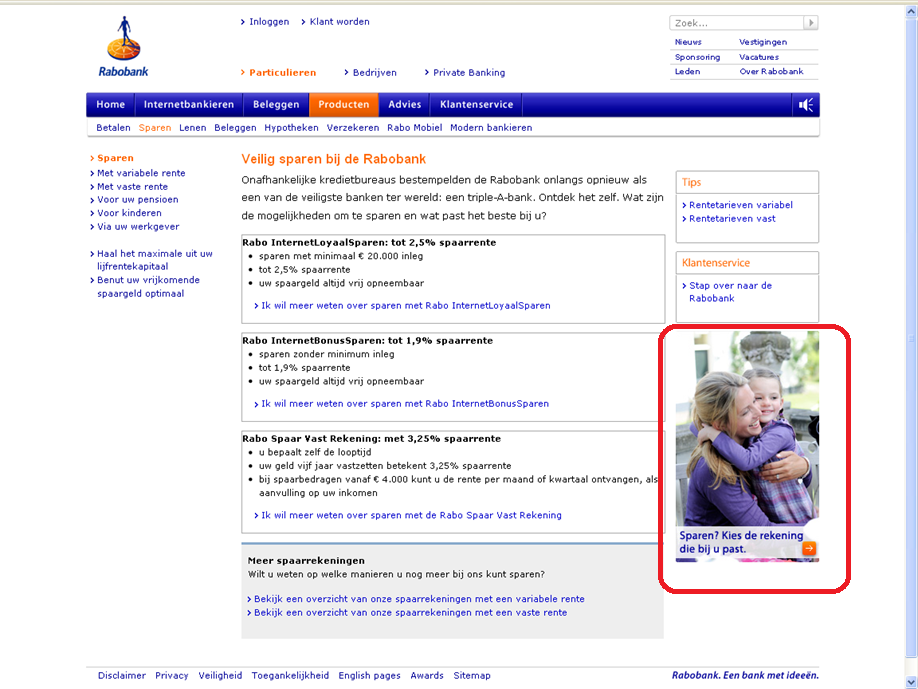 Inloggen
Klant worden
Zoek...
Rabobank
Nieuws
Vestigingen
Sponsoring
Vacatures
Leden
Over Rabobank
Particulieren
Bedrijven
Private Banking
Home
Internetbankieren
Beleggen
Producten
Advies
Klantenservice
Betalen
Sparen
Lenen
Beleggen
Hypotheken
Verzekeren
Rabo Mobiel
Modern bankieren
Sparen
Met variabele rente
Met vaste rente
Voor uw pensioen
Voor kinderen
Via uw werkgever
Haal het maximale uit uw
lijfrentekapitaal
Benut uw vrijkomende
spaargeld optimaal
Veilig sparen bij de Rabobank
Onafhankelijke kredietbureaus bestempelden de Rabobank onlangs opnieuw als
een van de veiligste banken ter wereld: een triple-A-bank. Ontdek het zelf. Wat zijn
de mogelijkheden om te sparen en wat past het beste bij u?
Rabo InternetLoyaalSparen: tot 2,5% spaarrente
sparen met minimaal € 20.000 inleg
tot 2,5% spaarrente
uw spaargeld altijd vrij opneembaar
Ik wil meer weten over sparen met Rabo InternetLoyaalSparen
Rabo InternetBonusSparen: tot 1,9% spaarrente
sparen zonder minimum inleg
tot 1,9% spaarrente
uw spaargeld altijd vrij opneembaar
Ik wil meer weten over sparen met Rabo InternetBonusSparen
Rabo Spaar Vast Rekening: met 3,25% spaarrente
u bepaalt zelf de looptijd
uw geld vijf jaar vastzetten betekent 3,25% spaarrente
bij spaarbedragen vanaf € 4.000 kunt u de rente per maand of kwartaal ontvangen, als
aanvulling op uw inkomen
Ik wil meer weten over sparen met de Rabo Spaar Vast Rekening
Meer spaarrekeningen
Wilt u weten op welke manieren u nog meer bij ons kunt sparen?
Bekijk een overzicht van onze spaarrekeningen met een variabele rente
Bekijk een overzicht van onze spaarrekeningen met een vaste rente
Tips
Rentetarieven variabel
Rentetarieven vast
Klantenservice
Stap over naar de
Rabobank
Sparen? Kies de rekening
die bij u past.
Disclaimer
Privacy
Veiligheid
Toegankelijkheid
English pages
Awards
Sitemap
Rabobank. Een bank met ideeën.